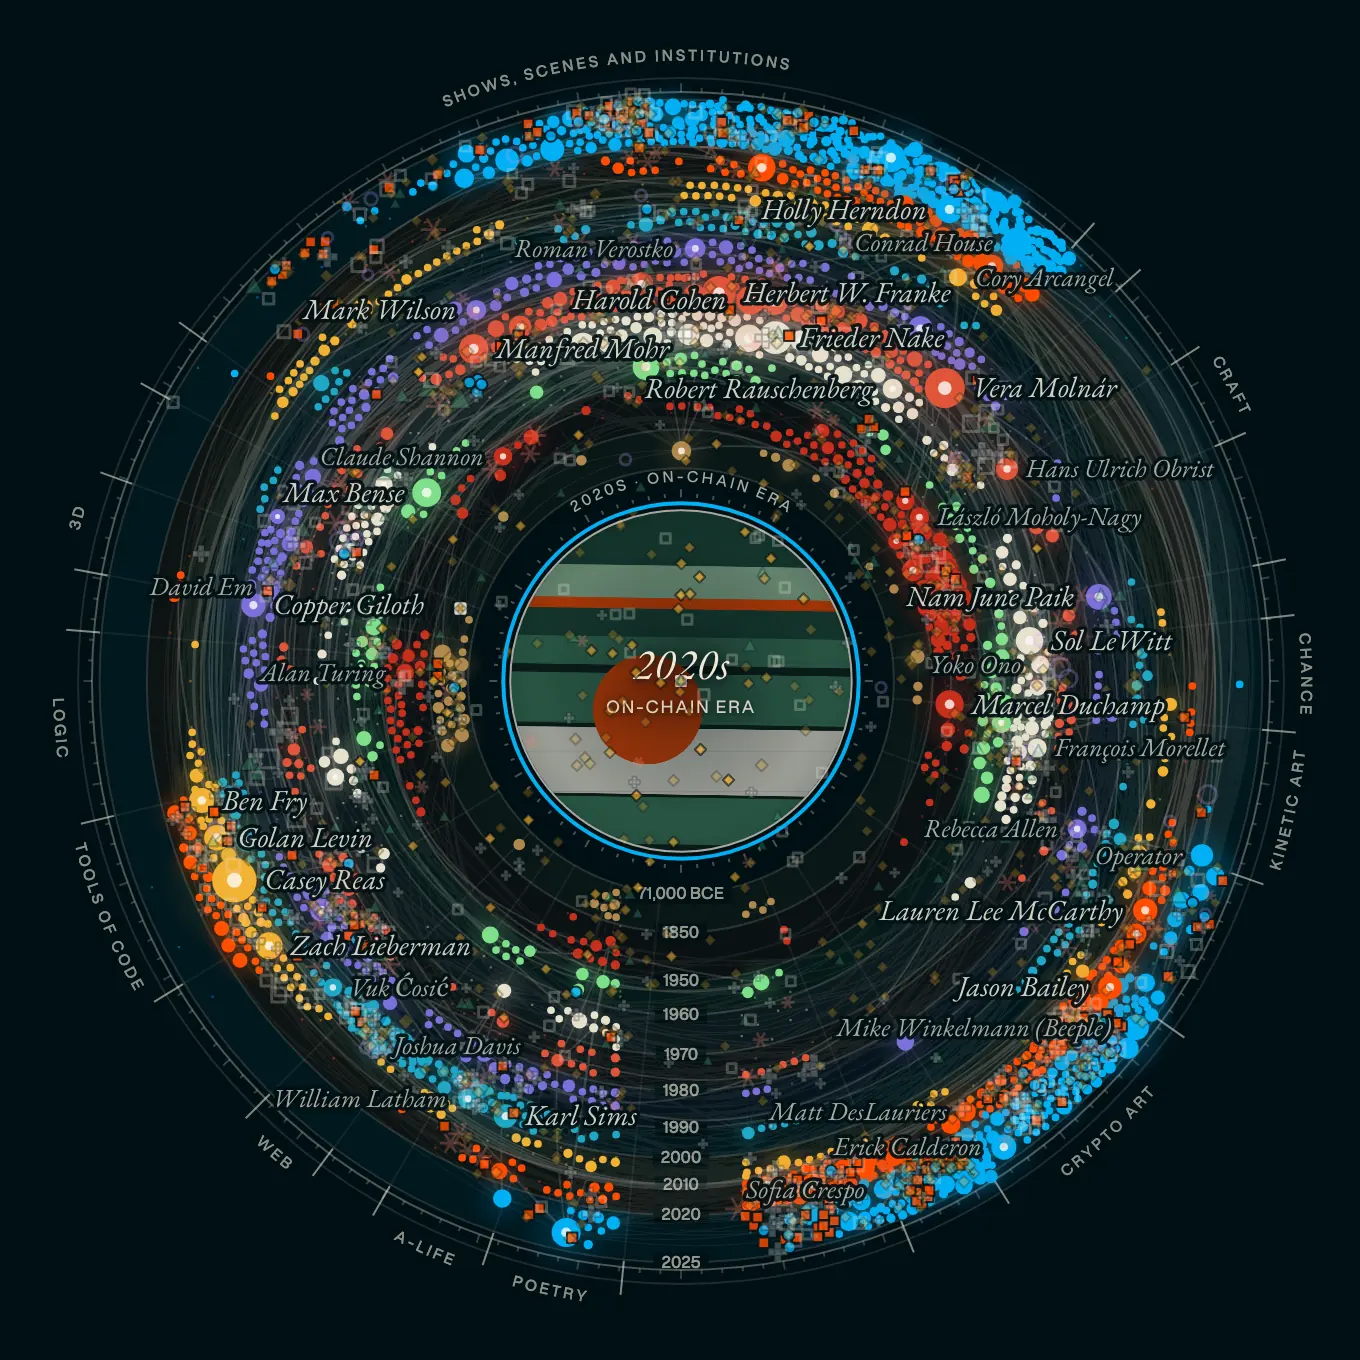 SHOWS, SCENES AND INSTITUTIONS
Holly Herndon
Conrad House
Roman Verostko
Cory Arcangel
Mark Wilson
Harold Cohen
Herbert W. Franke
Manfred Mohr
Frieder Nake
Robert Rauschenberg
Vera Molnár
CRAFT
Claude Shannon
Hans Ulrich Obrist
Max Bense
2020S · ON-CHAIN ERA
László Moholy-Nagy
3D
David Em
Copper Giloth
Nam June Paik
Sol LeWitt
CHANCE
Alan Turing
2020s
Yoko Ono
ON-CHAIN ERA
Marcel Duchamp
LOGIC
François Morellet
Ben Fry
Golan Levin
Rebecca Allen
KINETIC ART
Operator
Casey Reas
TOOLS OF CODE
71,000 BCE
Lauren Lee McCarthy
1850
Zach Lieberman
1950
Vuk Ćosić
Jason Bailey
1960
Mike Winkelmann (Beeple)
Joshua Davis
1970
1980
William Latham
Karl Sims
Matt DesLauriers
1990
CRYPTO ART
WEB
Erick Calderon
2000
2010
Sofia Crespo
2020
A-LIFE
2025
POETRY